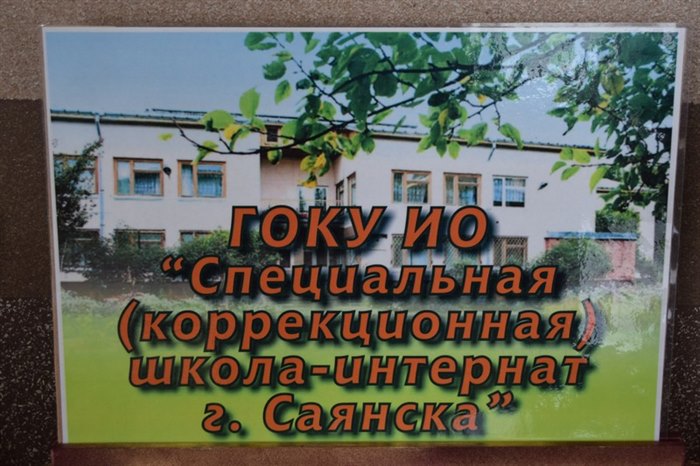 ГОКУ ИО
“Специальная
(коррекционная)
школа-интернат
г. Саянска”